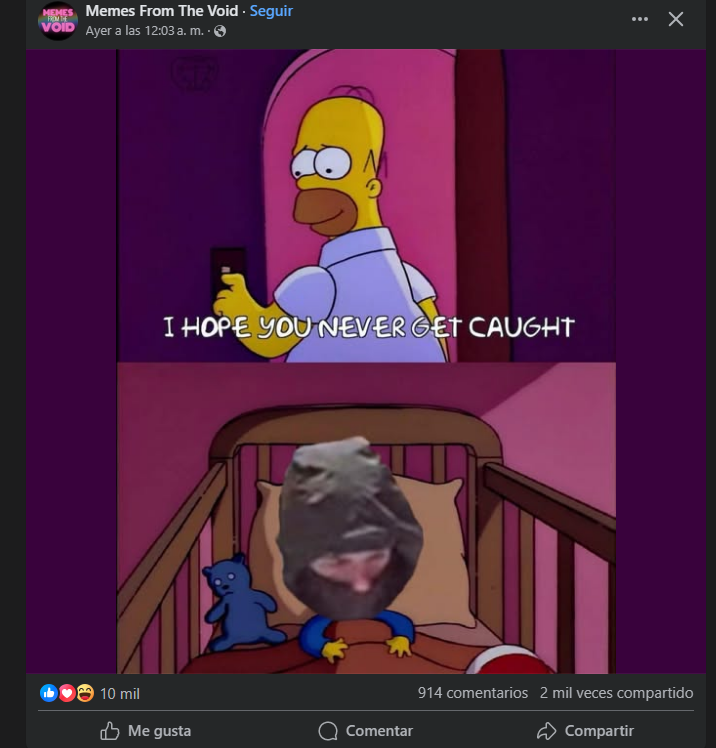 MEMES
FROM THE
VOID
Memes From The Void · Seguir
Ayer a las 12:03 a. m. ·
I HOPE YOU NEVER GET CAUGHT
10 mil
914 comentarios 2 mil veces compartido
Me gusta
Comentar
Compartir